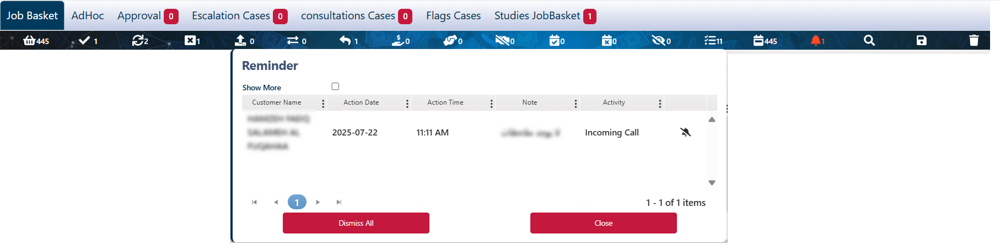 Job Basket AdHoc Approval 0 Escalation Cases 0 consultations Cases 0 Flags Cases Studies JobBasket 1
445 1 2 1 0 0 1 0 0 0 0 0 0 11 445 1
Reminder
Show More
Customer Name Action Date Action Time Note Activity
2025-07-22 11:11 AM Incoming Call
1 1 - 1 of 1 items
Dismiss All Close